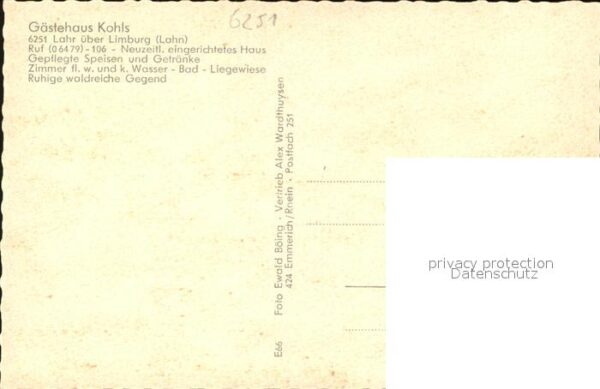 6251
Gästehaus Kohls
6251 Lahr über Limburg (Lahn)
Ruf (06479)-106 - Neuzeitl. eingerichtetes Haus
Gepflegte Speisen und Getränke
Zimmer fl. w. und k. Wasser - Bad - Liegewiese
Ruhige waldreiche Gegend
E66 Foto Ewald Böing · Vertrieb Alex Wardthuysen
424 Emmerich/Rhein · Postfach 251
privacy protection
Datenschutz